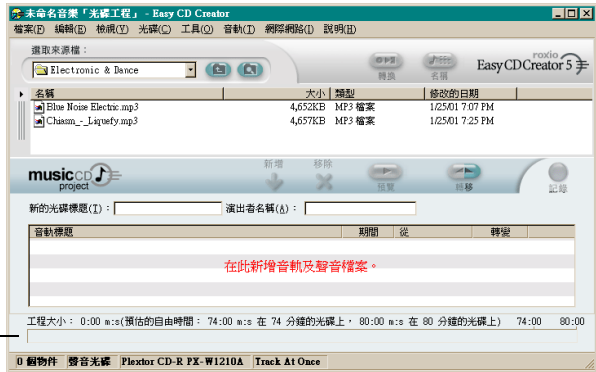 未命名音樂「光碟工程」 - Easy CD Creator
檔案(F) 編輯(E) 檢視(V) 光碟(C) 工具(O) 音軌(T) 網際網路(I) 說明(H)
選取來源檔：
Electronic & Dance
轉換 名稱
roxio
Easy CD Creator 5
名稱 大小 類型 修改的日期
Blue Noise Electric.mp3 4,652KB MP3 檔案 1/25/01 7:07 PM
Chiasm_-_Liquefy.mp3 4,657KB MP3 檔案 1/25/01 7:25 PM
musicCD project
新增 移除 預覽 轉移 記錄
新的光碟標題(T)： 演出者名稱(A)：
音軌標題 期間 從 轉變
在此新增音軌及聲音檔案。
工程大小： 0:00 m:s(預估的自由時間： 74:00 m:s 在 74 分鐘的光碟上， 80:00 m:s 在 80 分鐘的光碟上) 74:00 80:00
0 個物件 聲音光碟 Plextor CD-R PX-W1210A Track At Once